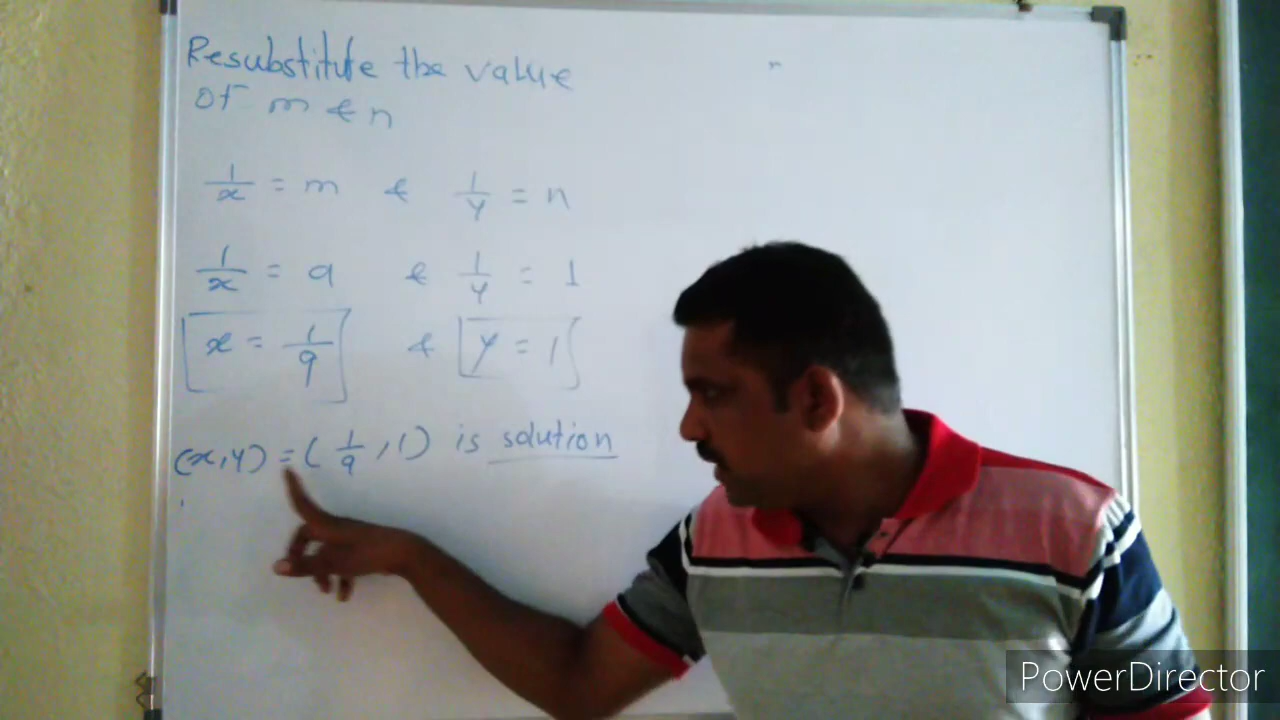 Resubstitute the value
of m & n
1/x = m & 1/y = n
1/x = 9 & 1/y = 1
x = 1/9 & y = 1
(x,y) = (1/9, 1) is solution
PowerDirector